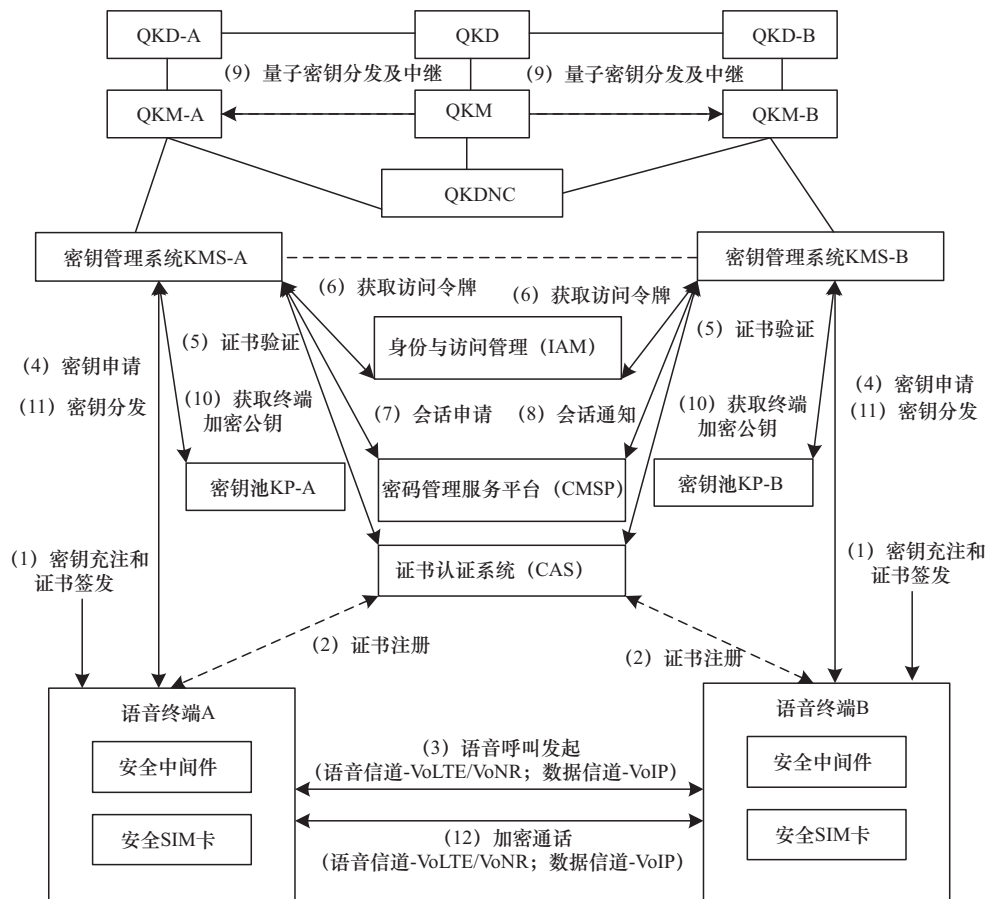 QKD-A
QKD
QKD-B
(9) 量子密钥分发及中继
(9) 量子密钥分发及中继
QKM-A
QKM
QKM-B
QKDNC
密钥管理系统KMS-A
密钥管理系统KMS-B
(6) 获取访问令牌
(6) 获取访问令牌
(5) 证书验证
(5) 证书验证
身份与访问管理（IAM）
(4) 密钥申请
(11) 密钥分发
(4) 密钥申请
(11) 密钥分发
(10) 获取终端
加密公钥
(7) 会话申请
(8) 会话通知
(10) 获取终端
加密公钥
密钥池KP-A
密码管理服务平台（CMSP）
密钥池KP-B
(1) 密钥充注和
证书签发
证书认证系统（CAS）
(1) 密钥充注和
证书签发
(2) 证书注册
(2) 证书注册
语音终端A
语音终端B
安全中间件
安全中间件
(3) 语音呼叫发起
(语音信道-VoLTE/VoNR；数据信道-VoIP)
安全SIM卡
安全SIM卡
(12) 加密通话
(语音信道-VoLTE/VoNR；数据信道-VoIP)